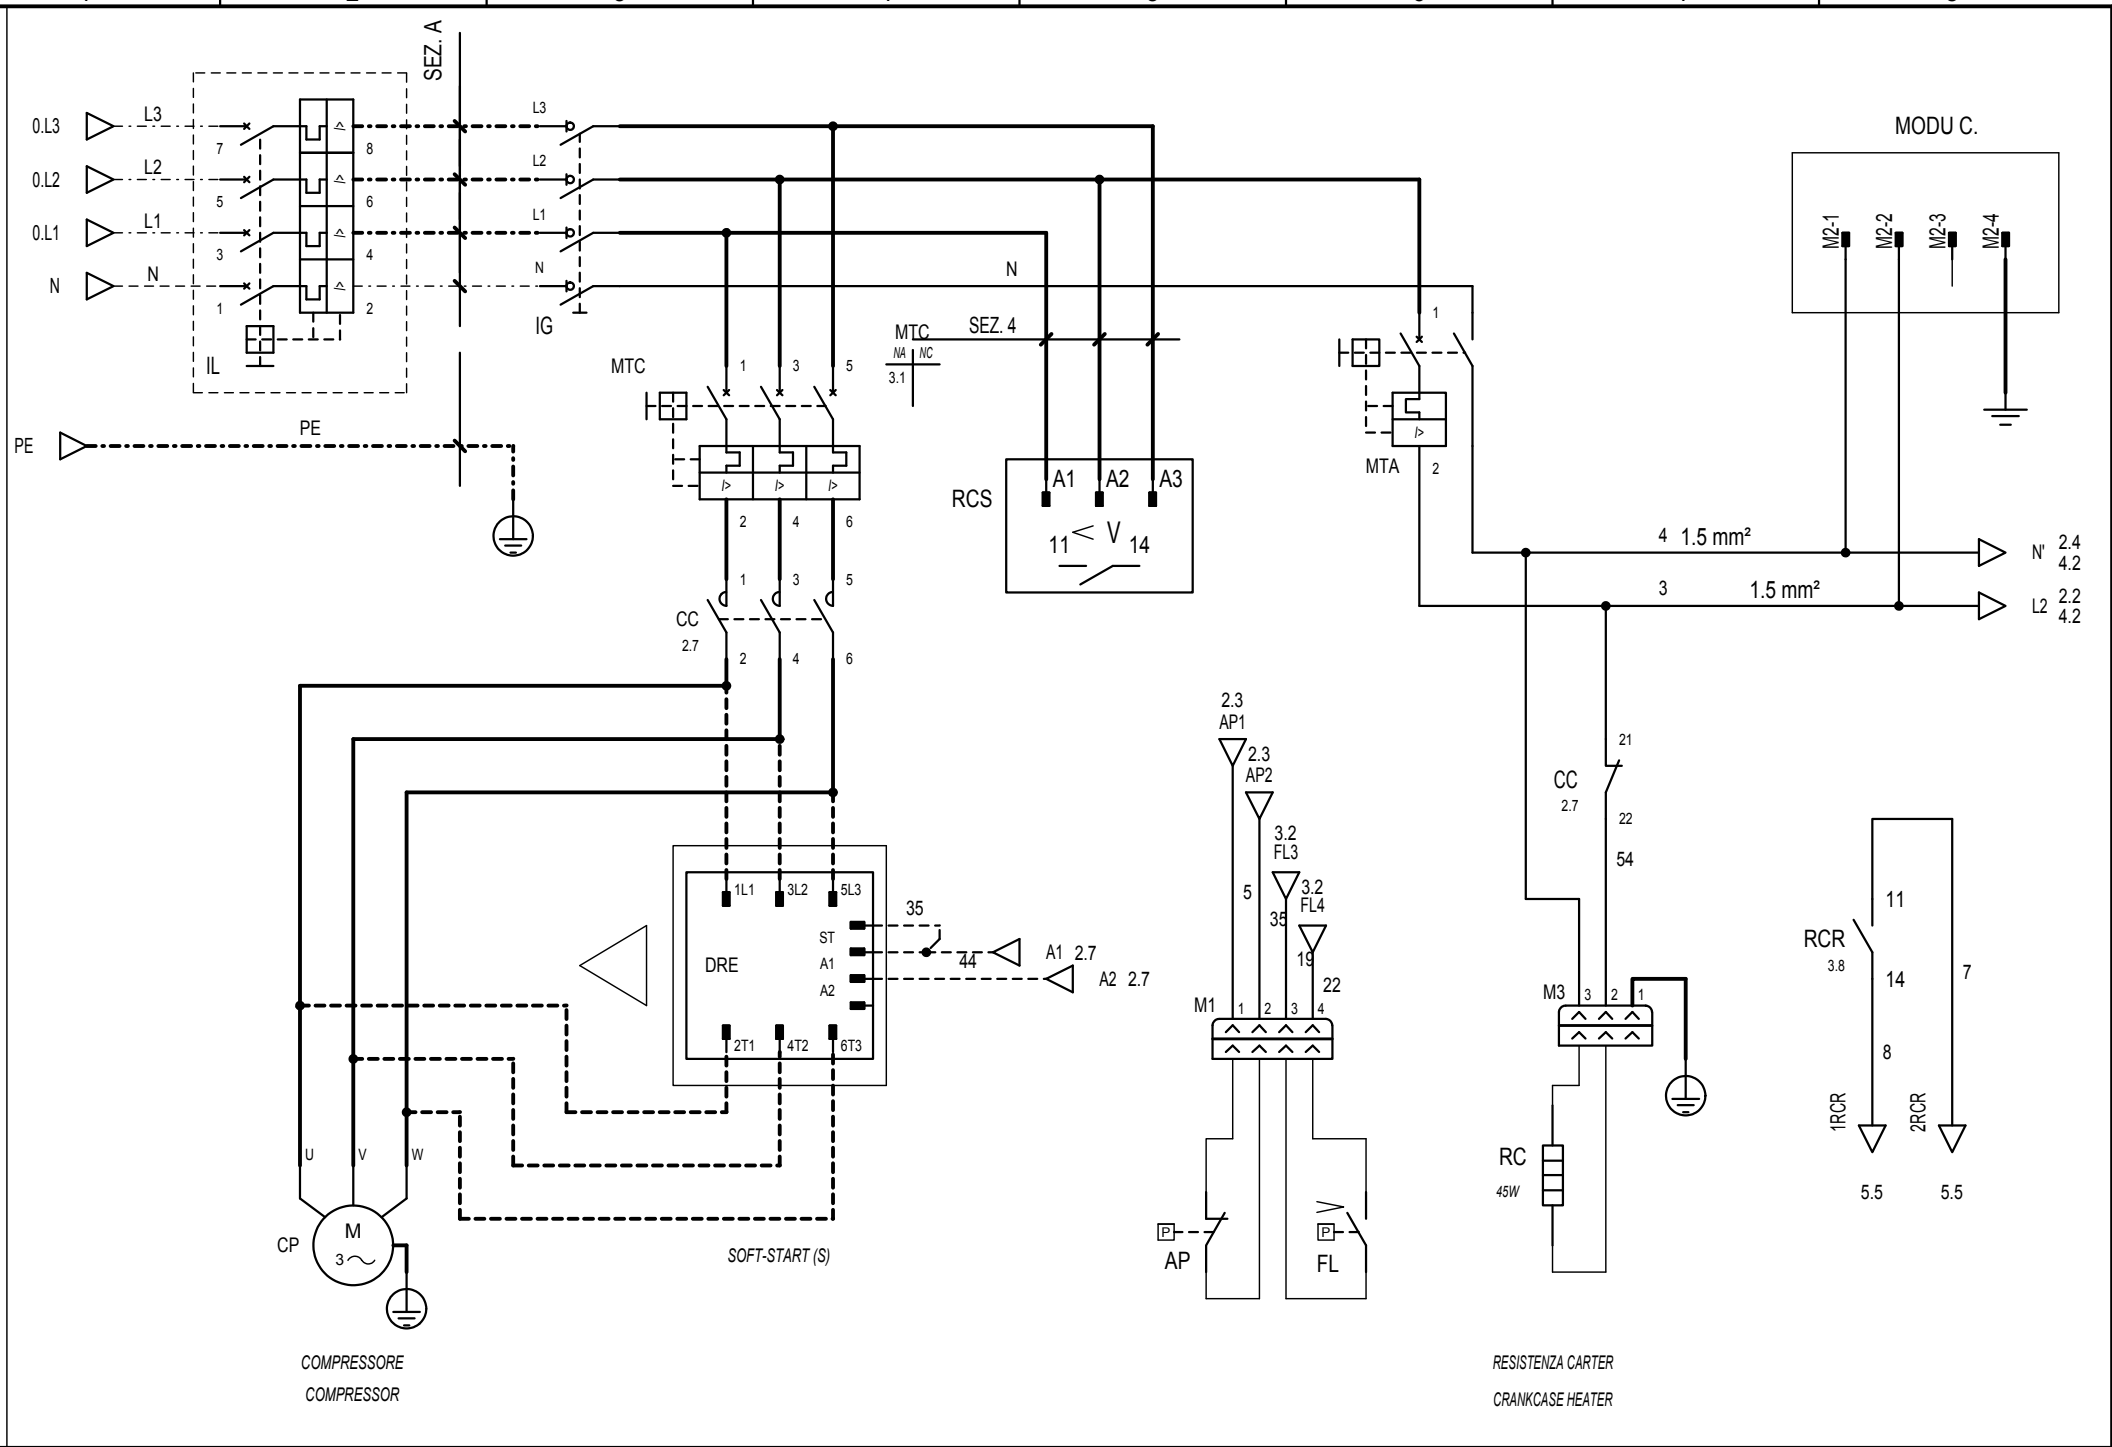 SEZ. A
0.L3 L3 7 8 L3
0.L2 L2 5 6 L2
0.L1 L1 3 4 L1
N N 1 2 N
IL
IG
PE PE
N
MODU C.
M2-1 M2-2 M2-3 M2-4
MTC 1 3 5
I> I> I>
2 4 6
MTC SEZ. 4
NA NC
3.1
RCS A1 A2 A3
< V
11 14
1
I>
MTA 2
4 1.5 mm² N' 2.4
4.2
3 1.5 mm² L2 2.2
4.2
1 3 5
CC
2.7
2 4 6
2.3
AP1
2.3
AP2
3.2
FL3
3.2
FL4
5 35 19 22
M1 1 2 3 4
P AP
P FL
>
21
CC
2.7
22
54
M3 3 2 1
RC
45W
11
RCR
3.8
14
7
8
1RCR 2RCR
5.5 5.5
1L1 3L2 5L3
DRE
ST
A1
A2
35
44 A1 2.7
A2 2.7
2T1 4T2 6T3
U V W
CP M
3~
SOFT-START (S)
COMPRESSORE
COMPRESSOR
RESISTENZA CARTER
CRANKCASE HEATER